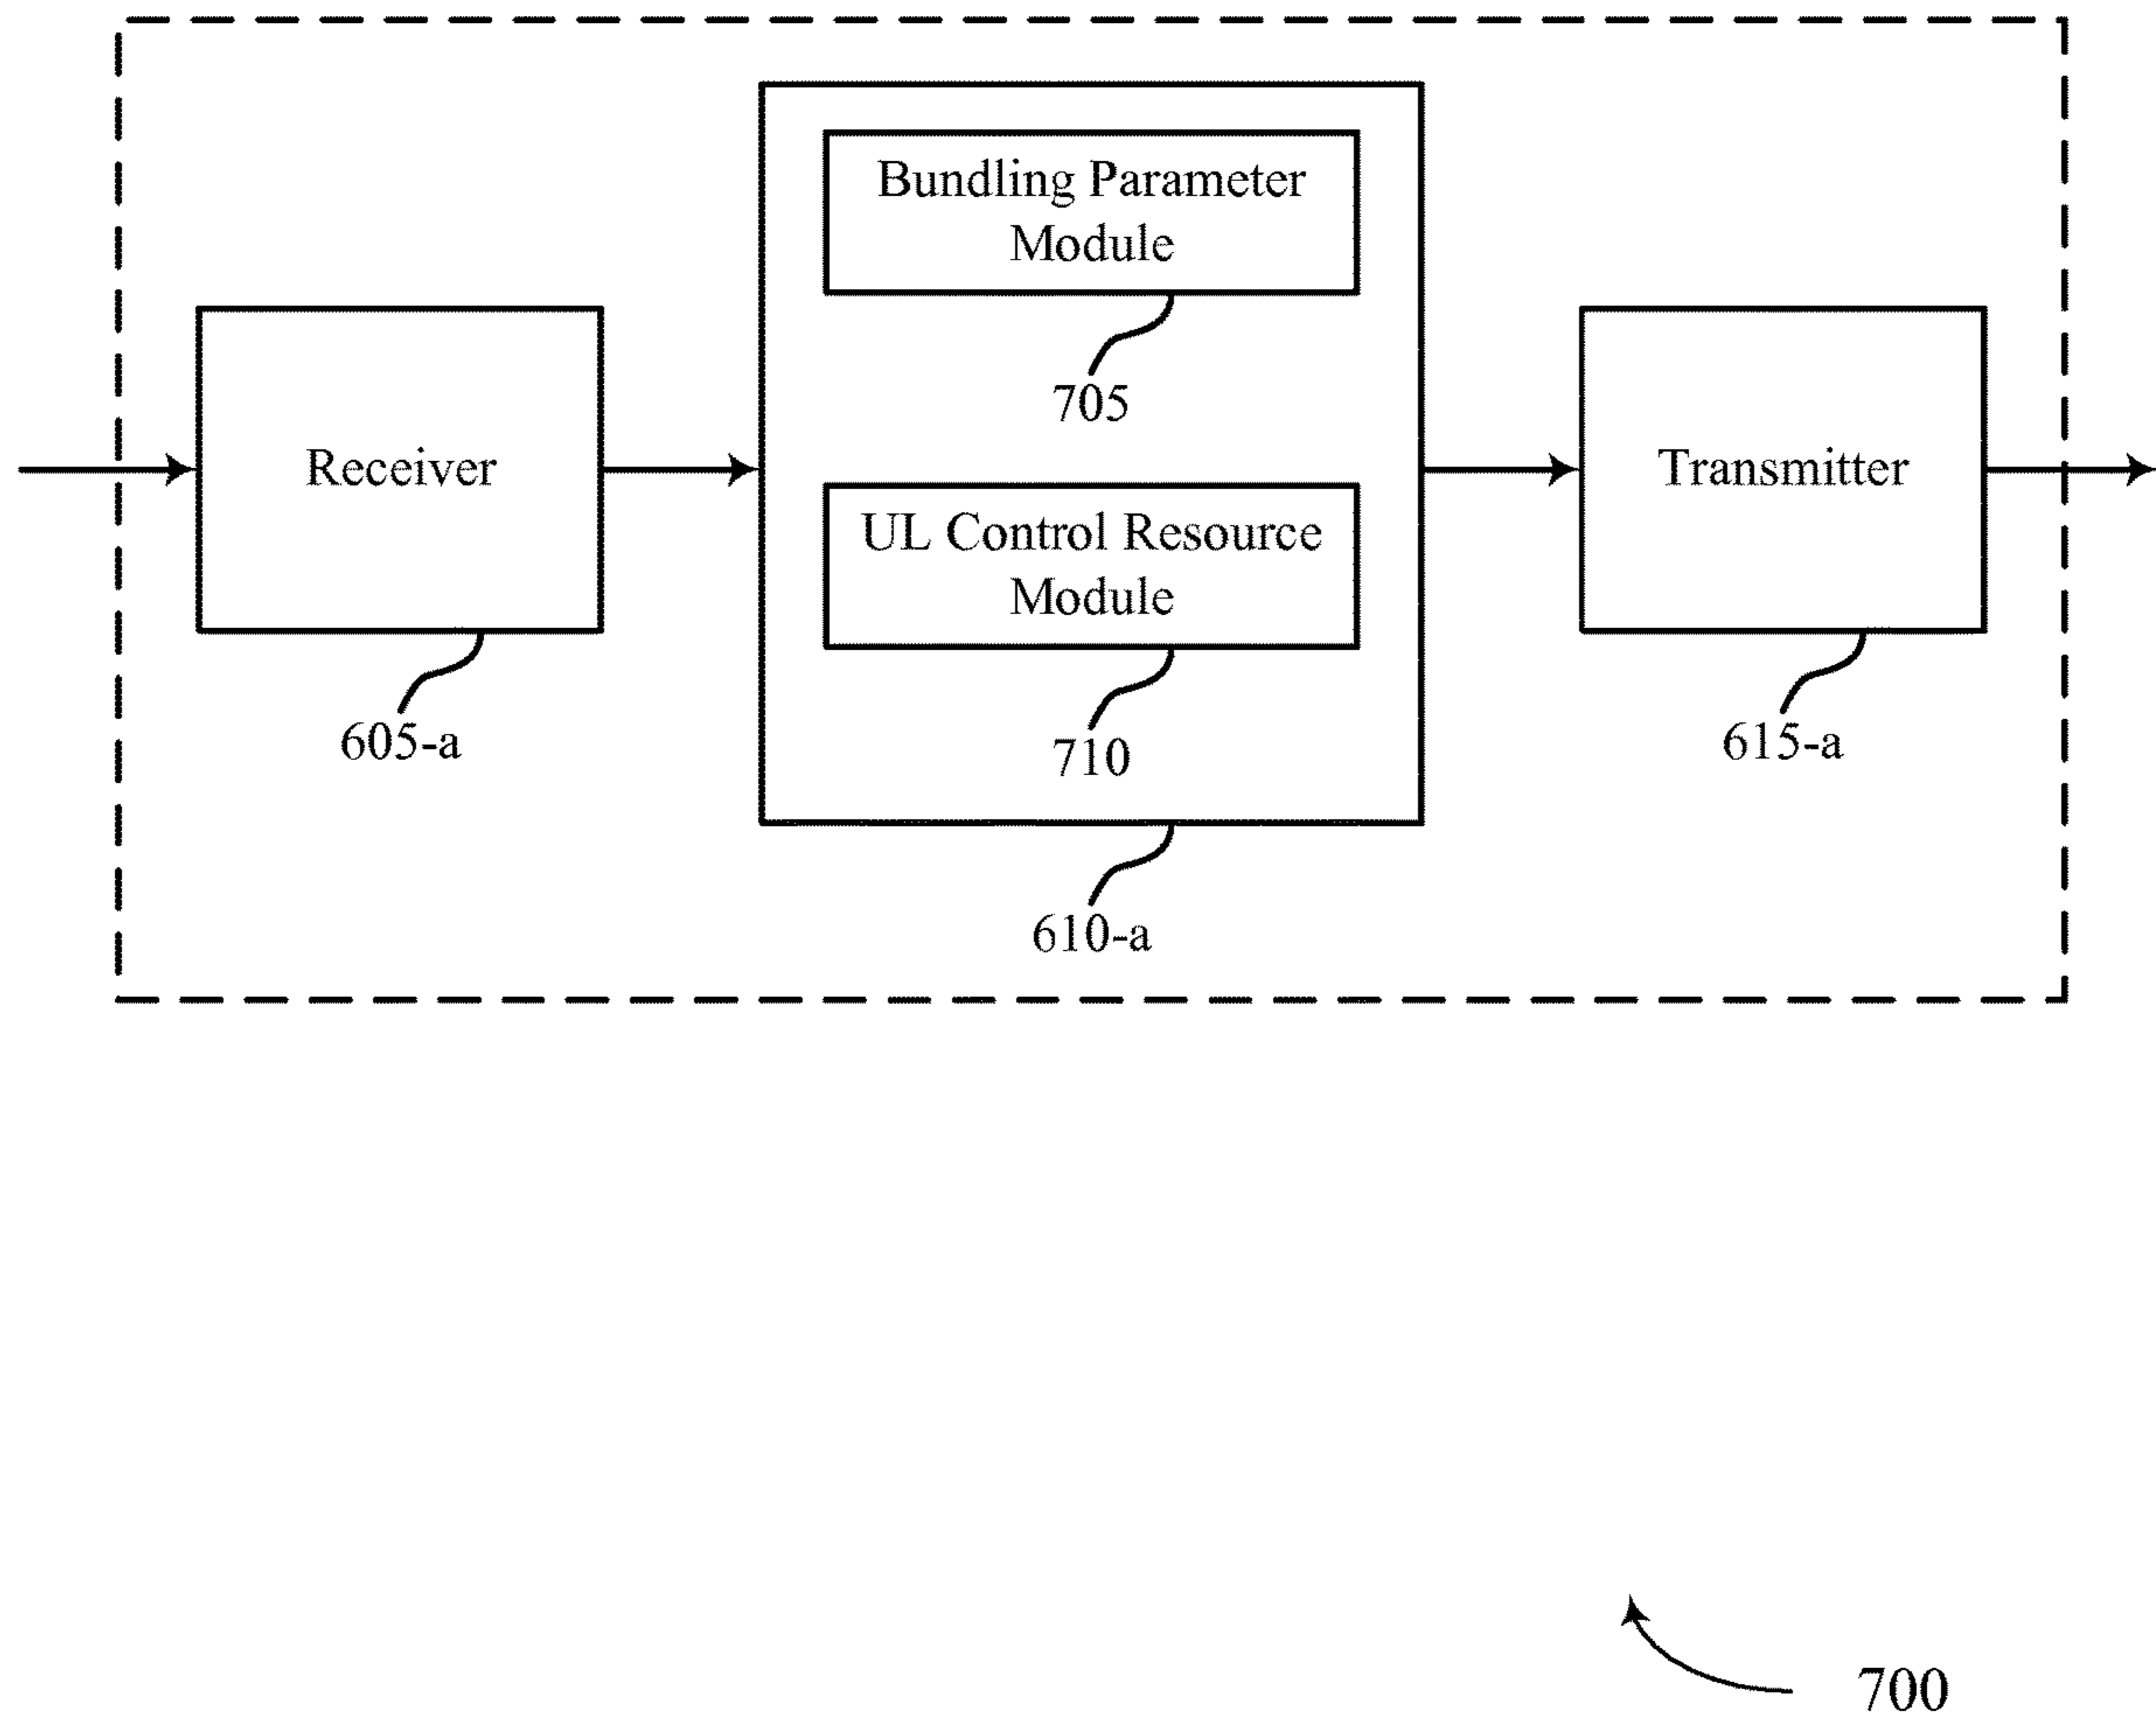 Bundling Parameter
Module
705
Receiver
605-a
UL Control Resource
Module
710
610-a
Transmitter
615-a
700